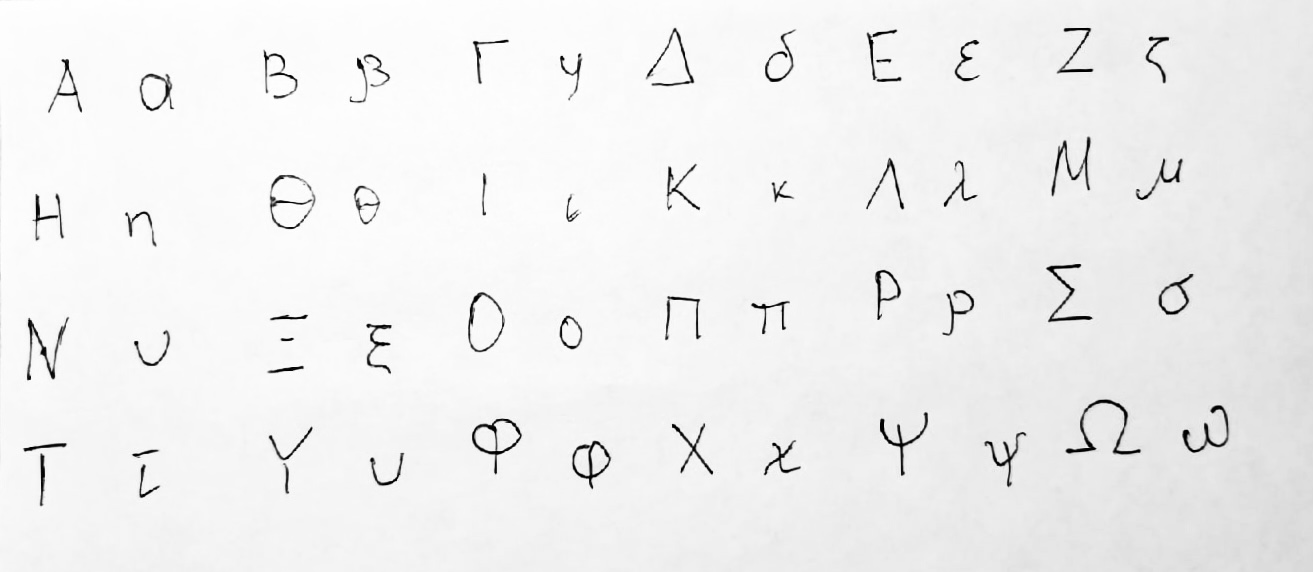 Α α Β β Γ γ Δ δ Ε ε Ζ ζ
Η η Θ θ Ι ι Κ κ Λ λ Μ μ
Ν ν Ξ ξ Ο ο Π π Ρ ρ Σ σ
Τ τ Υ υ Φ φ Χ χ Ψ ψ Ω ω